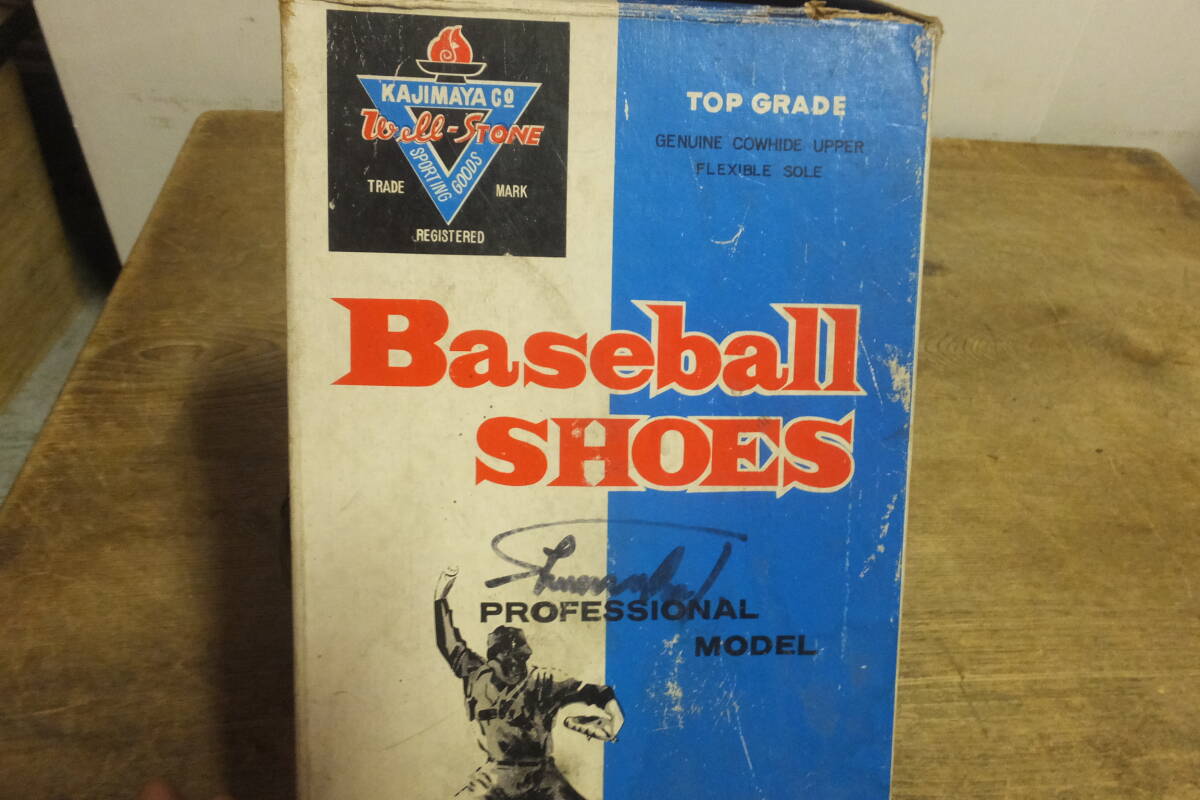 KAJIMAYA Cº
Well-STONE
SPORTING GOODS
TRADE MARK
REGISTERED
TOP GRADE
GENUINE COWHIDE UPPER
FLEXIBLE SOLE
Baseball
SHOES
PROFESSIONAL
MODEL